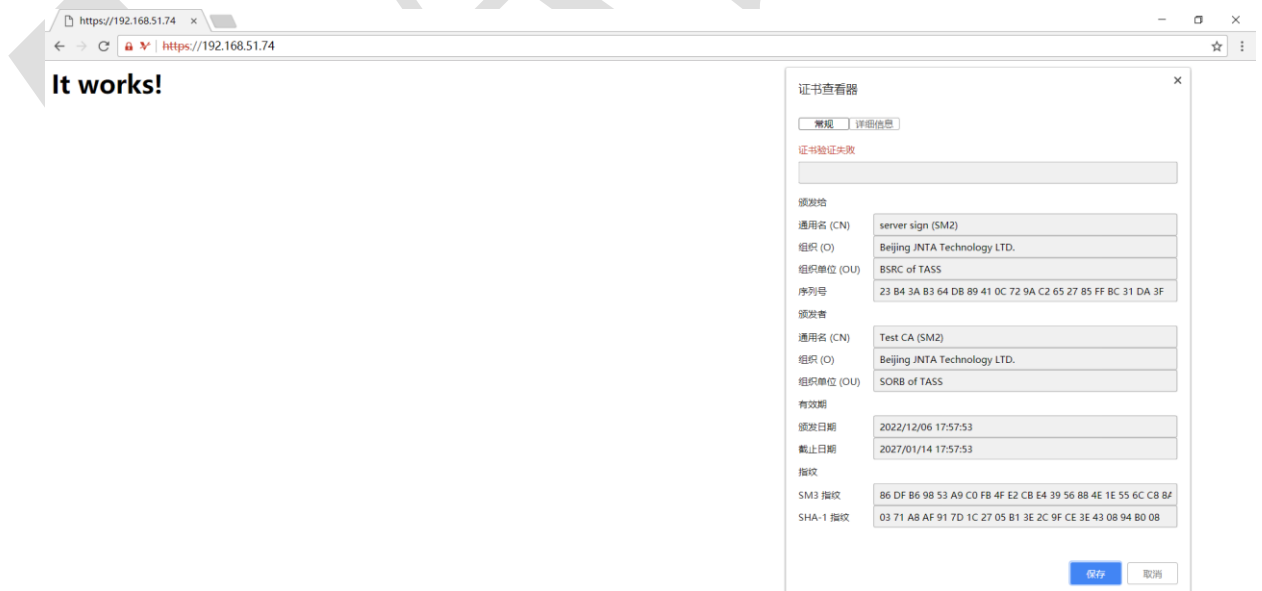 https://192.168.51.74
https://192.168.51.74
It works!
证书查看器
常规 详细信息
证书验证失败
颁发给
通用名 (CN) server sign (SM2)
组织 (O) Beijing JNTA Technology LTD.
组织单位 (OU) BSRC of TASS
序列号 23 B4 3A B3 64 DB 89 41 0C 72 9A C2 65 27 85 FF BC 31 DA 3F
颁发者
通用名 (CN) Test CA (SM2)
组织 (O) Beijing JNTA Technology LTD.
组织单位 (OU) SORB of TASS
有效期
颁发日期 2022/12/06 17:57:53
截止日期 2027/01/14 17:57:53
指纹
SM3 指纹 86 DF B6 98 53 A9 C0 FB 4F E2 CB E4 39 56 88 4E 1E 55 6C C8 8A
SHA-1 指纹 03 71 A8 AF 91 7D 1C 27 05 B1 3E 2C 9F CE 3E 43 08 94 B0 08
保存 取消